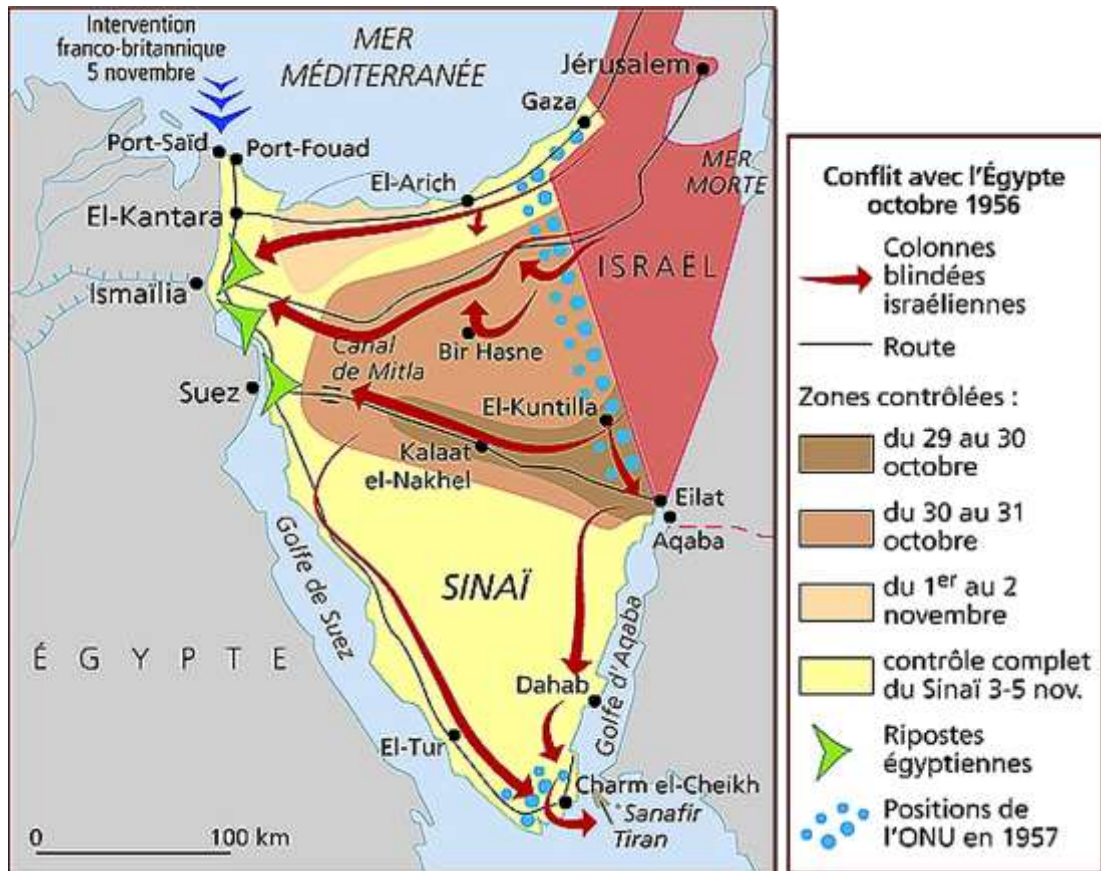 Intervention
franco-britannique
5 novembre
MER
MÉDITERRANÉE
Jérusalem
Gaza
Port-Saïd
Port-Fouad
El-Arich
MER
MORTE
El-Kantara
ISRAËL
Ismaïlia
Bir Hasne
Canal
de Mitla
Suez
El-Kuntilla
Kalaat
el-Nakhel
Eilat
Aqaba
Golfe de Suez
SINAÏ
ÉGYPTE
Golfe d'Aqaba
Dahab
El-Tur
Charm el-Cheikh
Sanafir
Tiran
0 100 km
Conflit avec l'Égypte
octobre 1956
Colonnes
blindées
israéliennes
Route
Zones contrôlées :
du 29 au 30
octobre
du 30 au 31
octobre
du 1er au 2
novembre
contrôle complet
du Sinaï 3-5 nov.
Ripostes
égyptiennes
Positions de
l'ONU en 1957